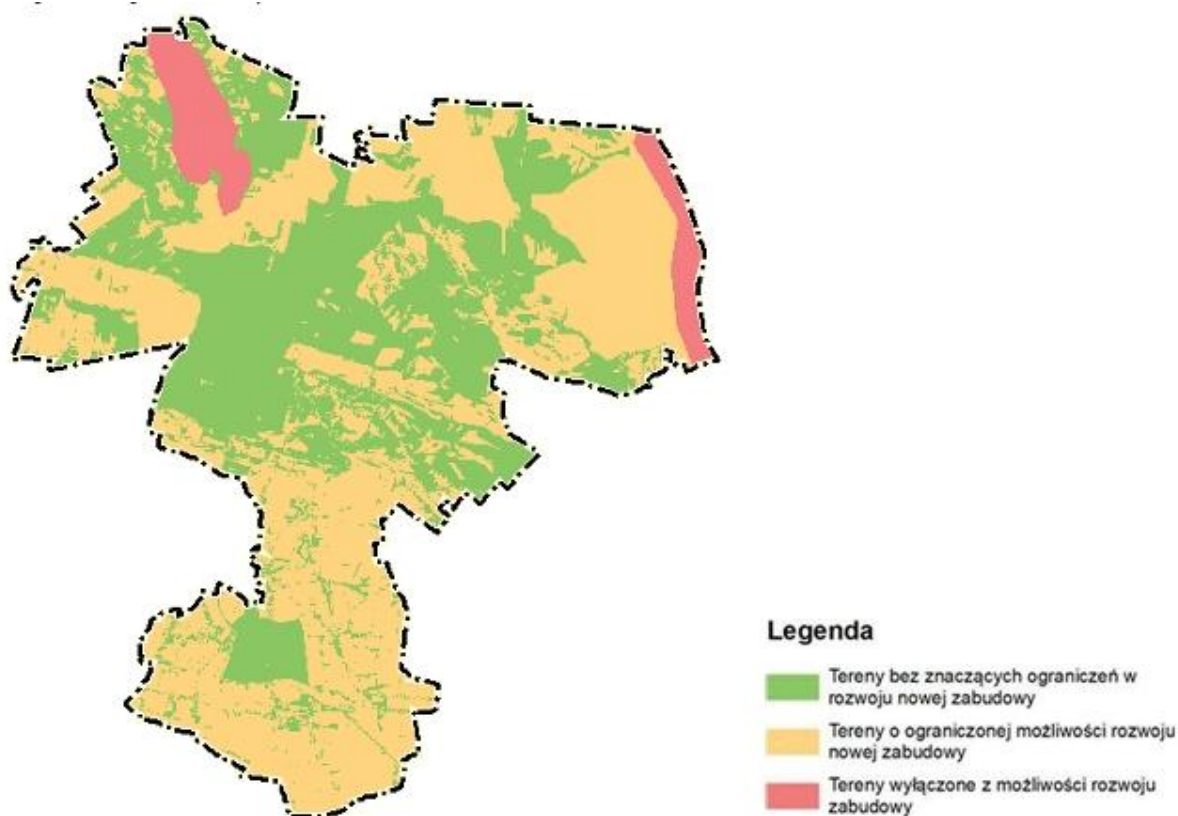 Legenda
Tereny bez znaczących ograniczeń w
rozwoju nowej zabudowy
Tereny o ograniczonej możliwości rozwoju
nowej zabudowy
Tereny wyłączone z możliwości rozwoju
zabudowy